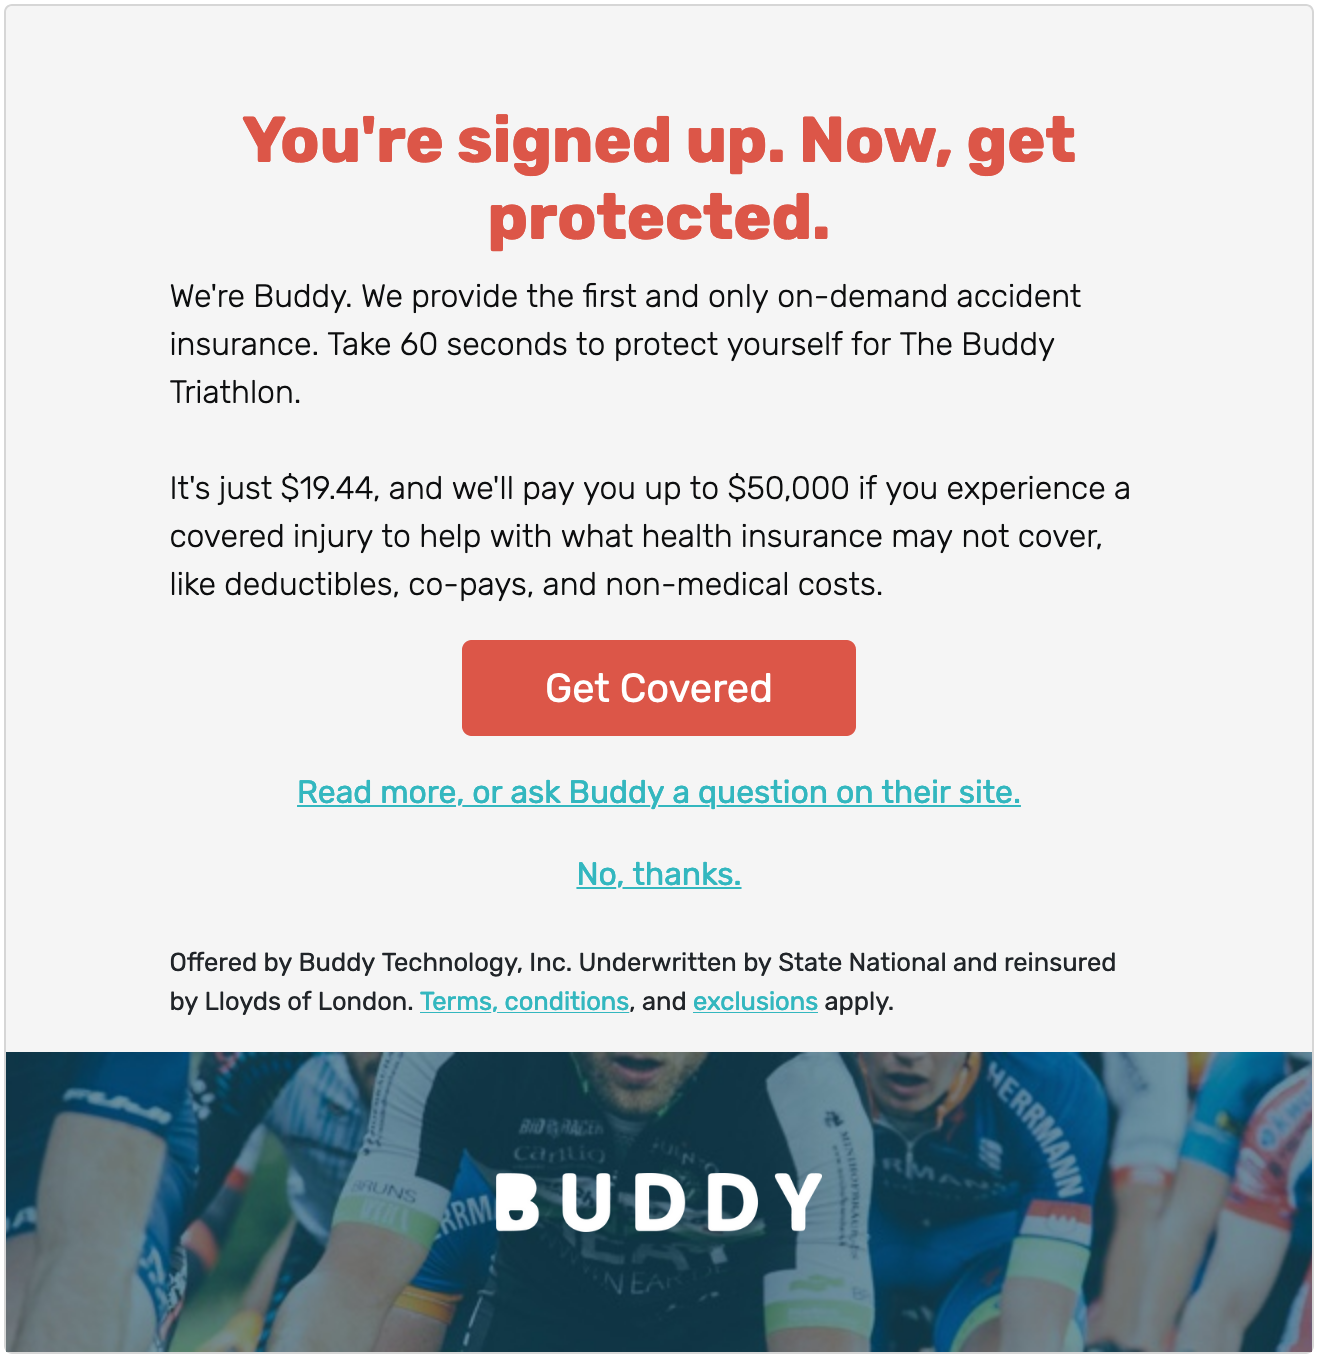 You're signed up. Now, get
protected.
We're Buddy. We provide the first and only on-demand accident
insurance. Take 60 seconds to protect yourself for The Buddy
Triathlon.
It's just $19.44, and we'll pay you up to $50,000 if you experience a
covered injury to help with what health insurance may not cover,
like deductibles, co-pays, and non-medical costs.
Get Covered
Read more, or ask Buddy a question on their site.
No, thanks.
Offered by Buddy Technology, Inc. Underwritten by State National and reinsured
by Lloyds of London. Terms, conditions, and exclusions apply.
HERRMANN
BRUNS
BUDDY